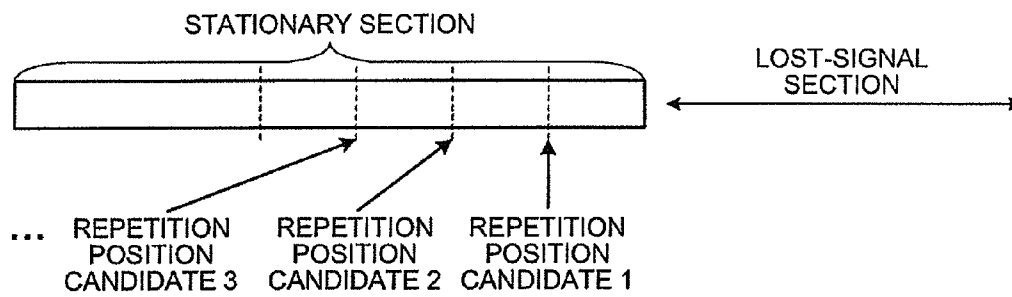 STATIONARY SECTION
LOST-SIGNAL
SECTION
... REPETITION
POSITION
CANDIDATE 3
REPETITION
POSITION
CANDIDATE 2
REPETITION
POSITION
CANDIDATE 1